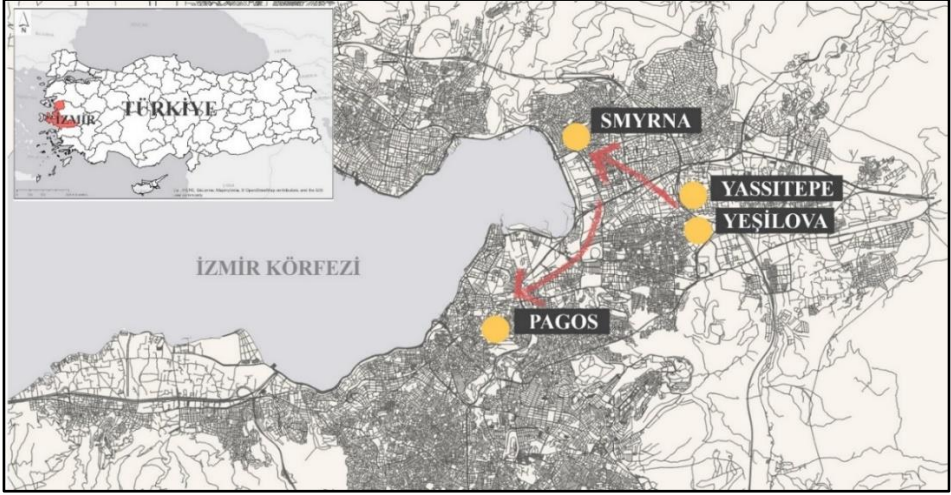 N
TÜRKİYE
İZMİR
SMYRNA
YASSITEPE
YEŞİLOVA
İZMİR KÖRFEZİ
PAGOS